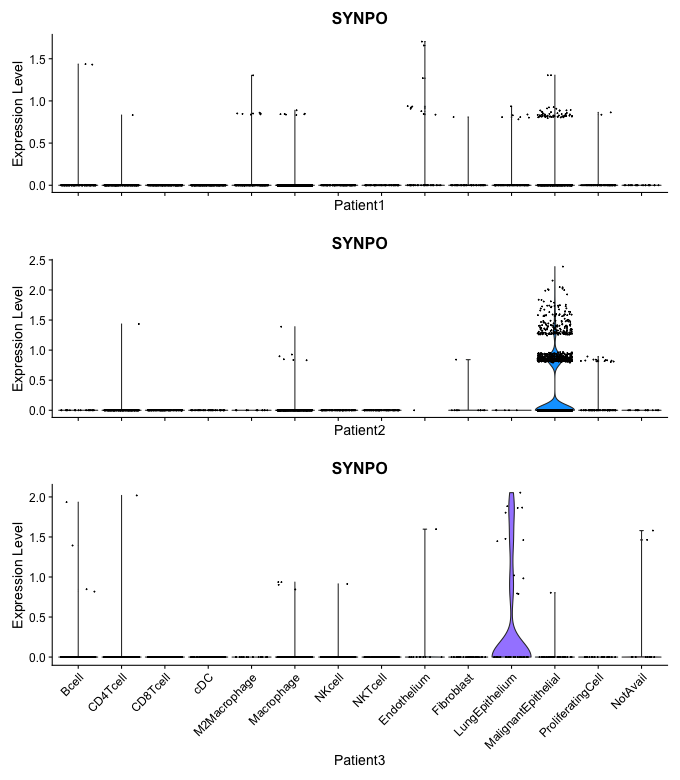 SYNPO
Expression Level
1.5
1.0
0.5
0.0
Patient1
SYNPO
Expression Level
2.5
2.0
1.5
1.0
0.5
0.0
Patient2
SYNPO
Expression Level
2.0
1.5
1.0
0.5
0.0
Bcell
CD4Tcell
CD8Tcell
cDC
M2Macrophage
Macrophage
NKcell
NKTcell
Endothelium
Fibroblast
LungEpithelium
MalignantEpithelial
ProliferatingCell
NotAvail
Patient3